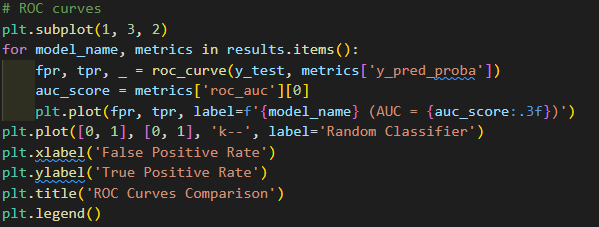 # ROC curves
plt.subplot(1, 3, 2)
for model_name, metrics in results.items():
    fpr, tpr, _ = roc_curve(y_test, metrics['y_pred_proba'])
    auc_score = metrics['roc_auc'][0]
    plt.plot(fpr, tpr, label=f'{model_name} (AUC = {auc_score:.3f})')
plt.plot([0, 1], [0, 1], 'k--', label='Random Classifier')
plt.xlabel('False Positive Rate')
plt.ylabel('True Positive Rate')
plt.title('ROC Curves Comparison')
plt.legend()